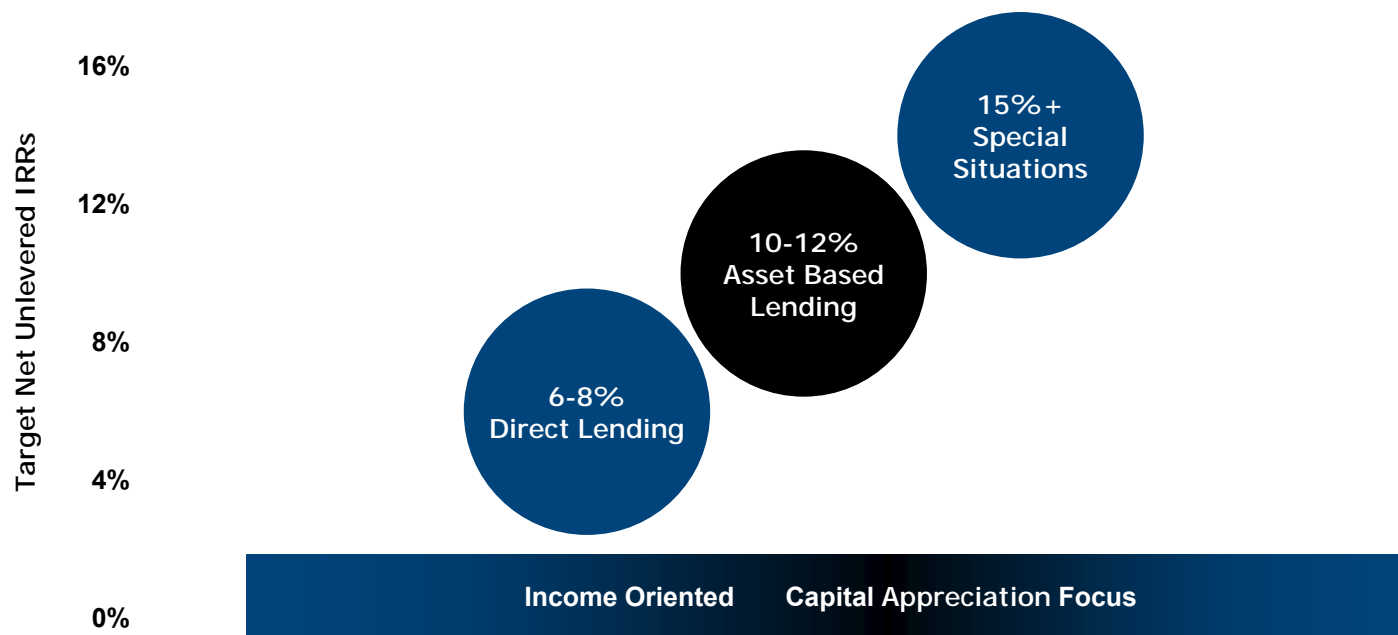 Target Net Unlevered IRRs
16%
12%
8%
4%
0%
15%+
Special
Situations
10-12%
Asset Based
Lending
6-8%
Direct Lending
Income Oriented
Capital Appreciation Focus